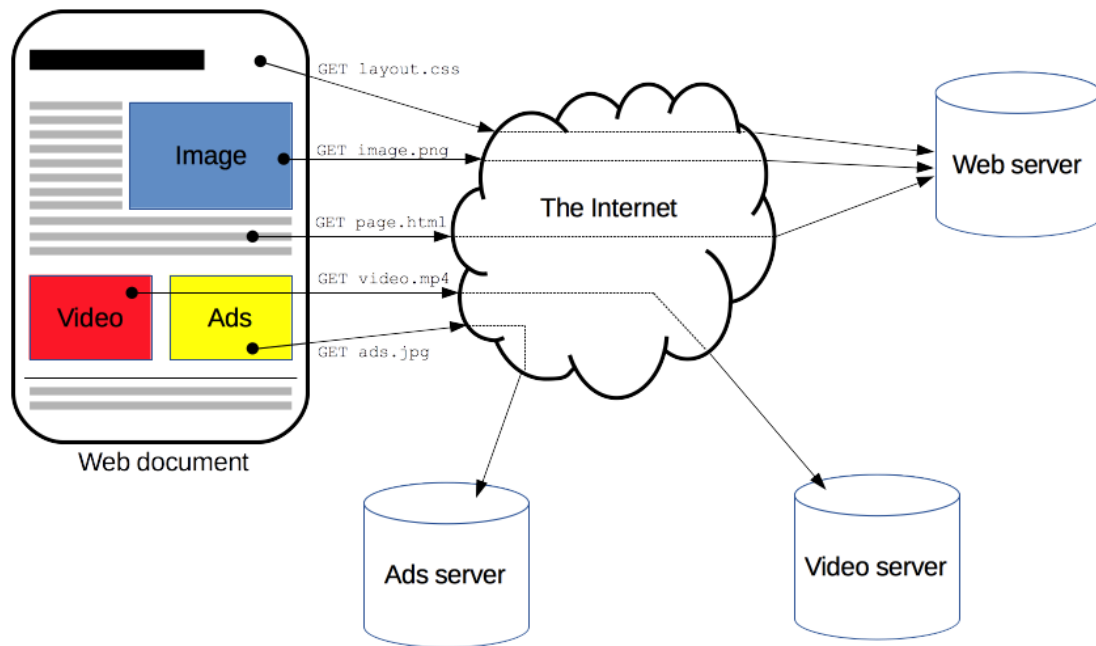 GET layout.css
Image
GET image.png
Web server
The Internet
GET page.html
GET video.mp4
Video
Ads
GET ads.jpg
Web document
Ads server
Video server